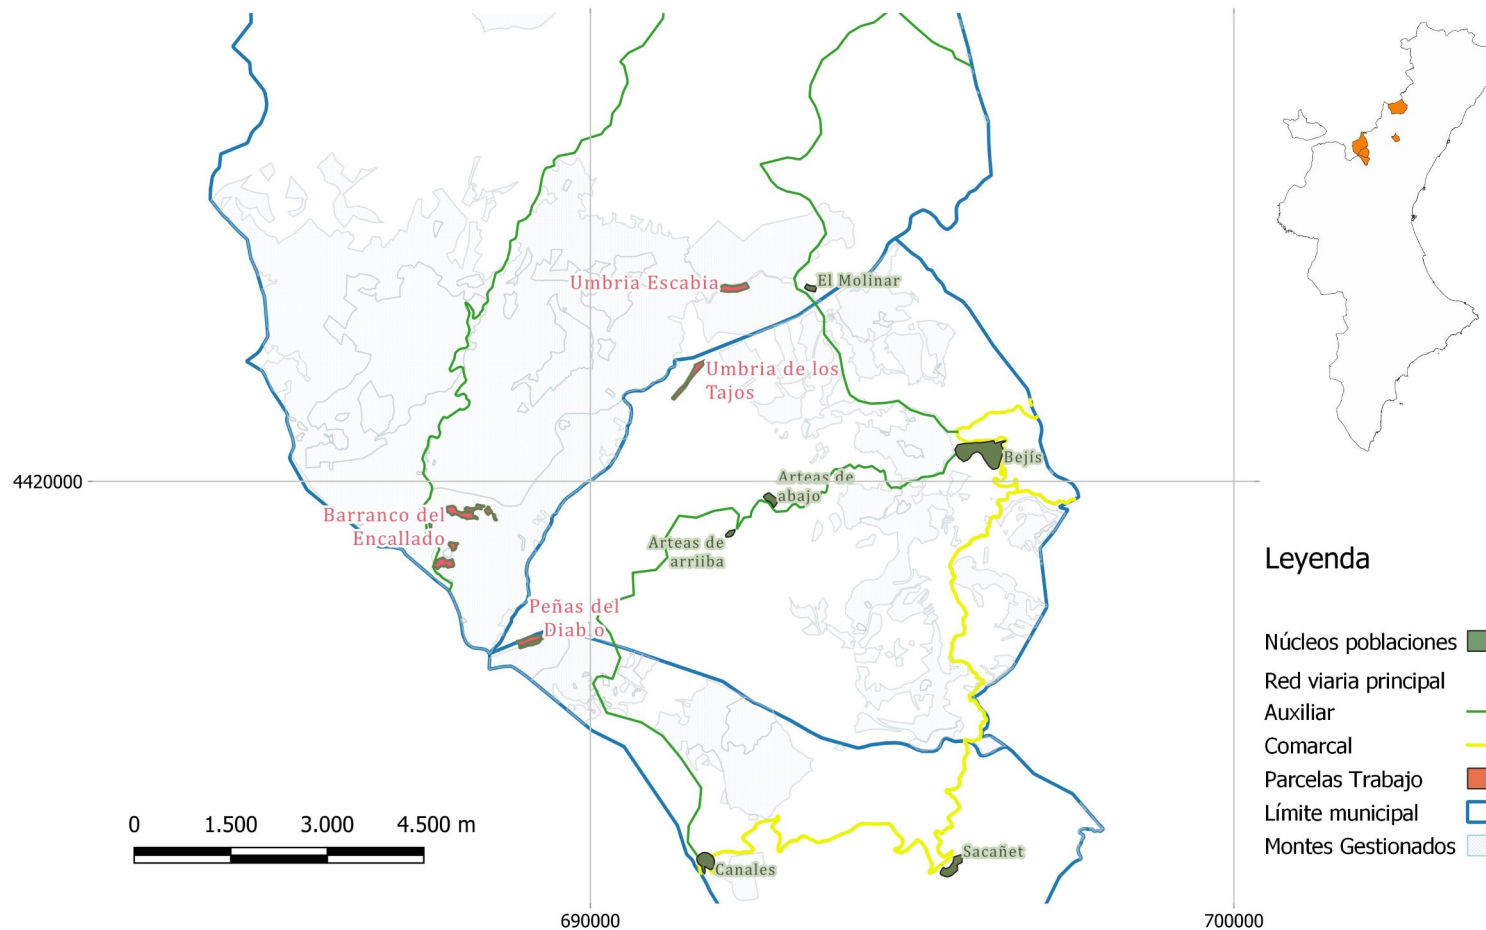 Umbria Escabia
El Molinar
Umbria de los
Tajos
Bejís
4420000
Arteas de
abajo
Barranco del
Encallado
Arteas de
arriiba
Peñas del
Diablo
Leyenda
Núcleos poblaciones
Red viaria principal
Auxiliar
Comarcal
Parcelas Trabajo
Límite municipal
Montes Gestionados
0 1.500 3.000 4.500 m
Sacañet
Canales
690000 700000